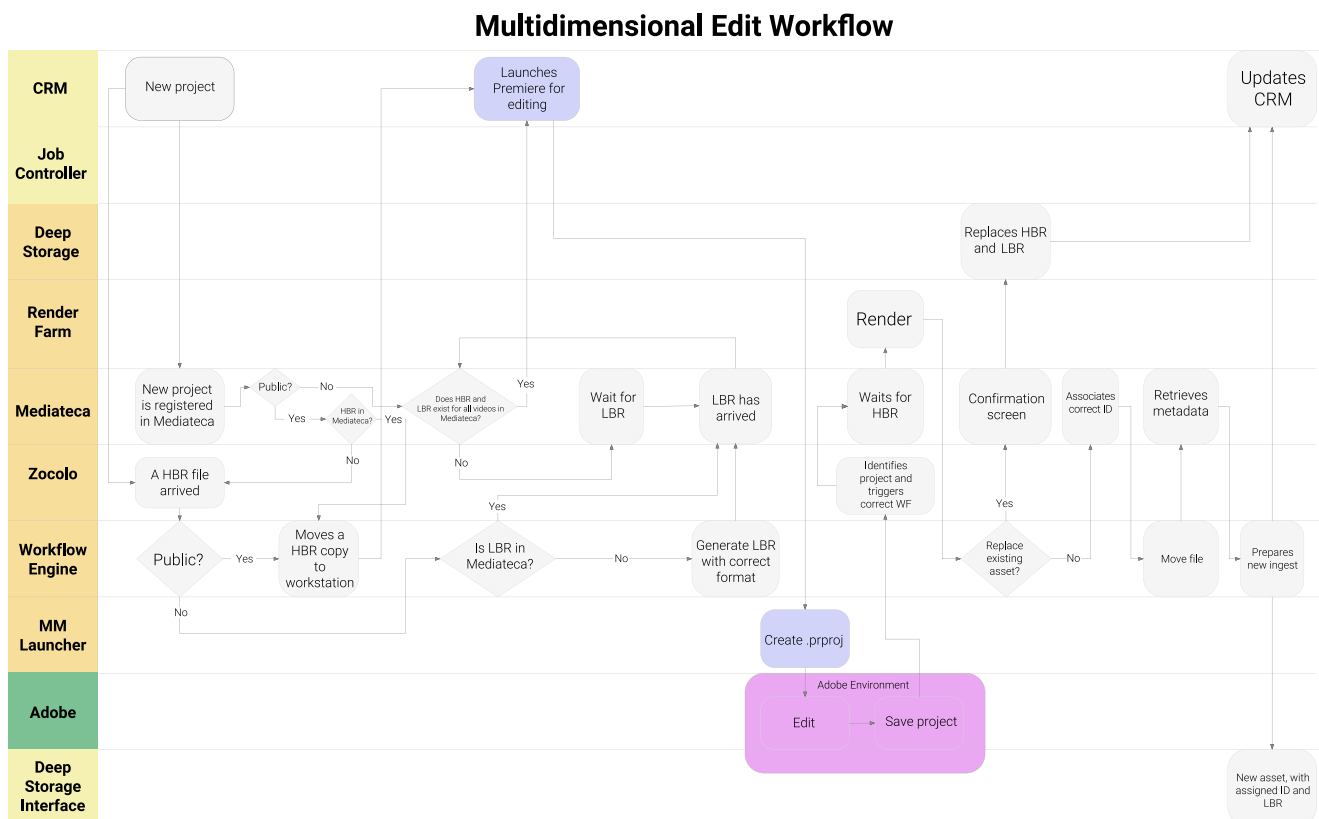 Multidimensional Edit Workflow
CRM
New project
Launches
Premiere for
editing
Updates
CRM
Job
Controller
Deep
Storage
Replaces HBR
and LBR
Render
Farm
Render
Mediateca
New project
is registered
in Mediateca
Public?
No
Yes
HBR in
Mediateca?
Yes
No
Does HBR and
LBR exist for all videos in
Mediateca?
Yes
No
Wait for
LBR
LBR has
arrived
Waits for
HBR
Confirmation
screen
Associates
correct ID
Retrieves
metadata
Zocolo
A HBR file
arrived
Identifies
project and
triggers
correct WF
Yes
Yes
Workflow
Engine
Public?
Yes
No
Moves a
HBR copy
to
workstation
Is LBR in
Mediateca?
No
Generate LBR
with correct
format
Replace
existing
asset?
No
Move file
Prepares
new ingest
MM
Launcher
Create .prproj
Adobe
Adobe Environment
Edit
Save project
Deep
Storage
Interface
New asset, with
assigned ID and
LBR